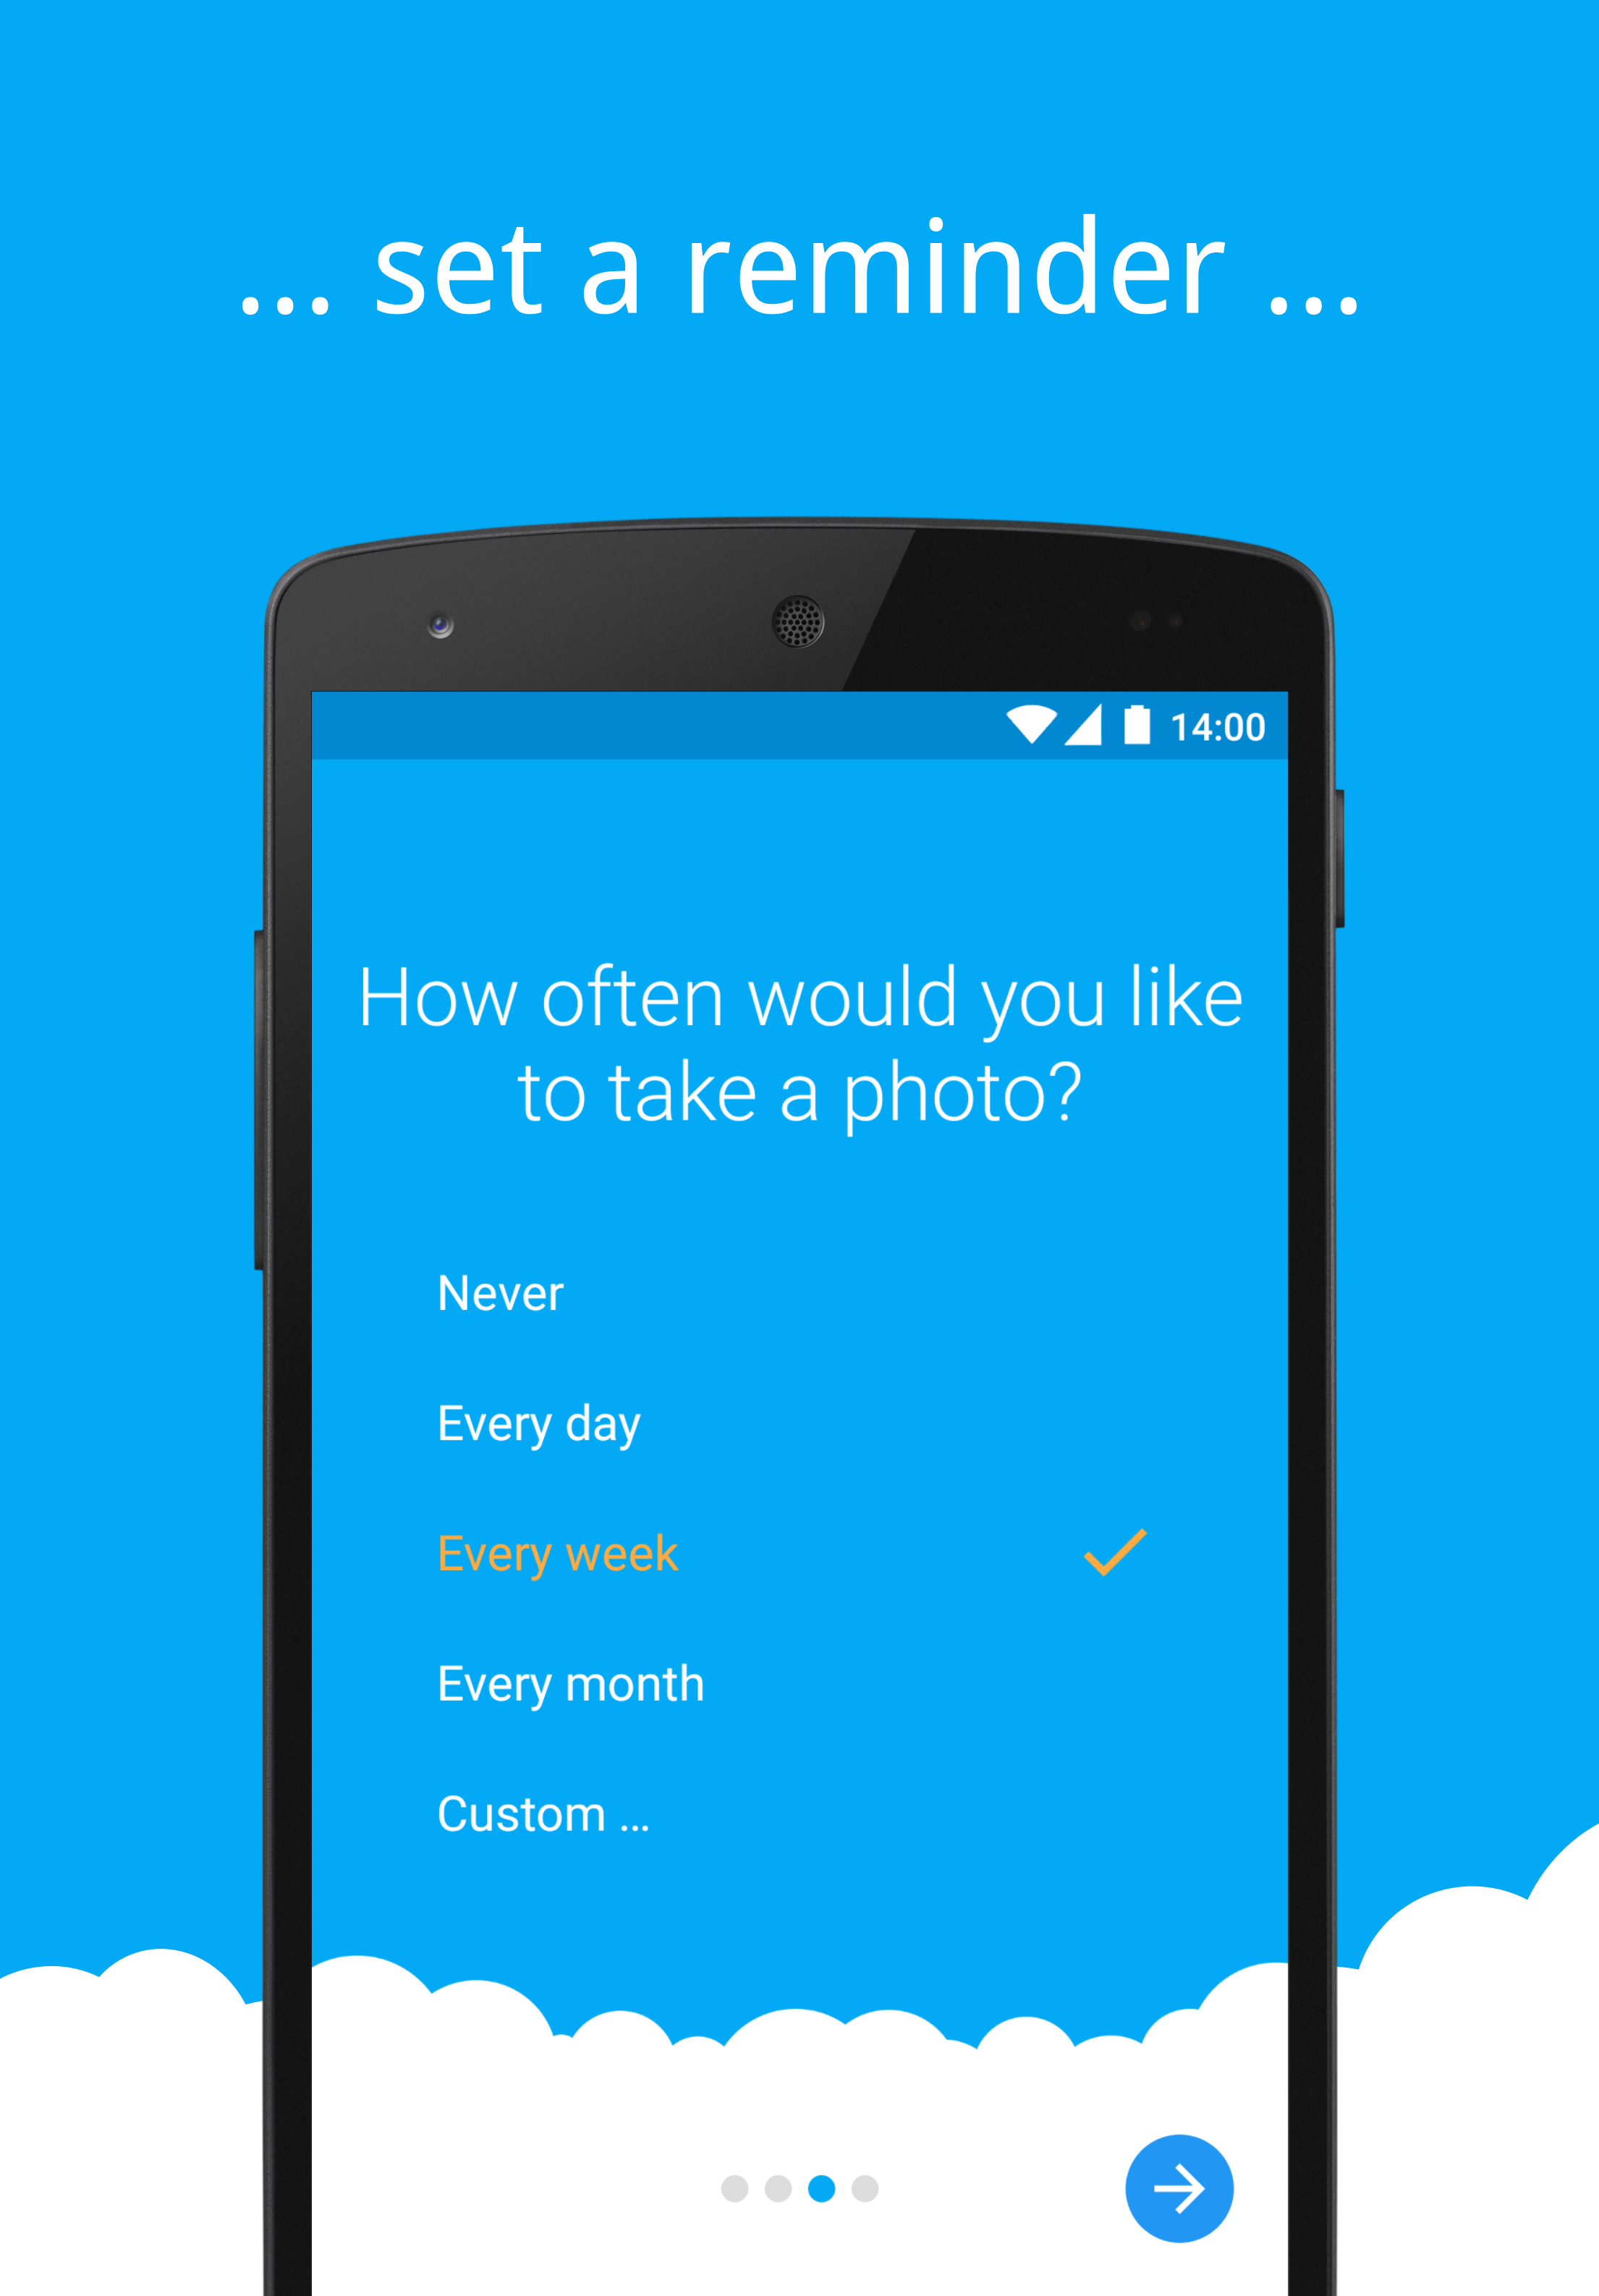 ... set a reminder ...
14:00
How often would you like
to take a photo?
Never
Every day
Every week
Every month
Custom ...